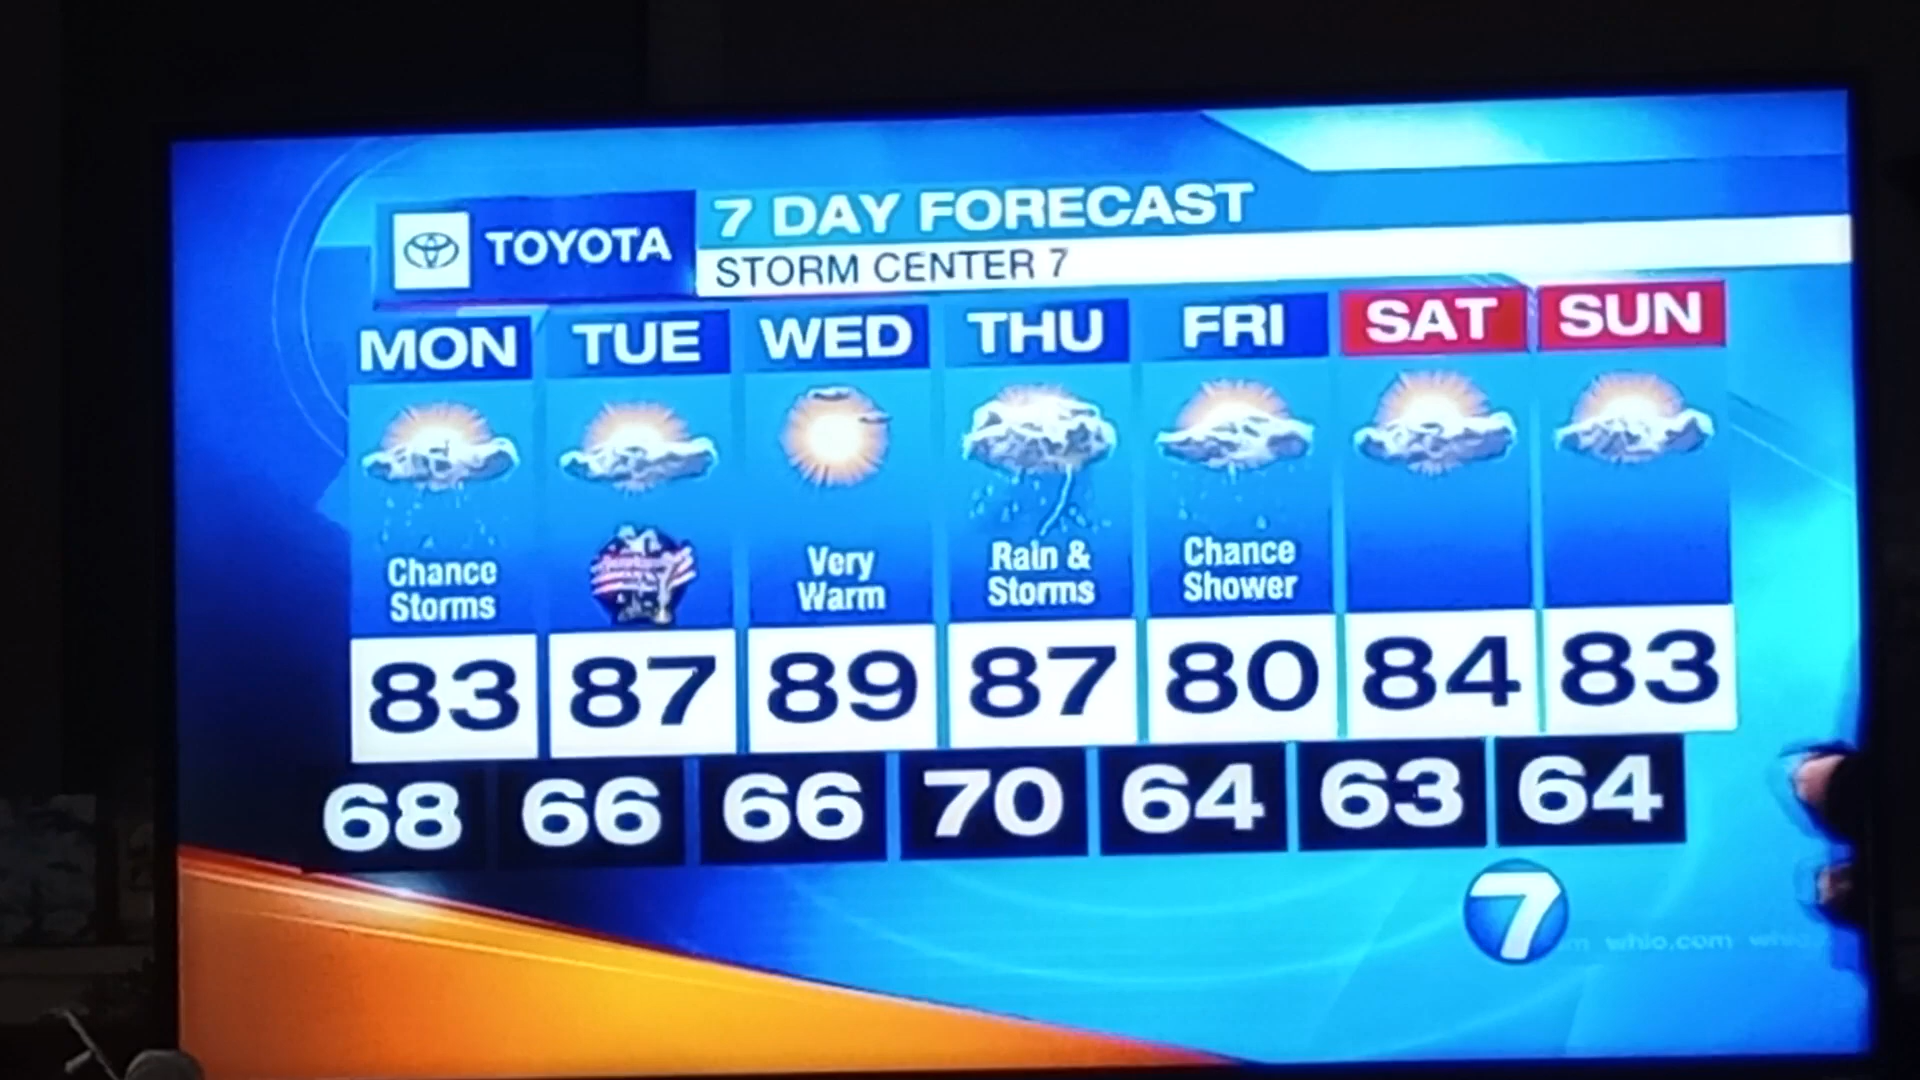 TOYOTA
7 DAY FORECAST
STORM CENTER 7
MON TUE WED THU FRI SAT SUN
Chance
Storms
Very
Warm
Rain &
Storms
Chance
Shower
83 87 89 87 80 84 83
68 66 66 70 64 63 64
7
whio.com